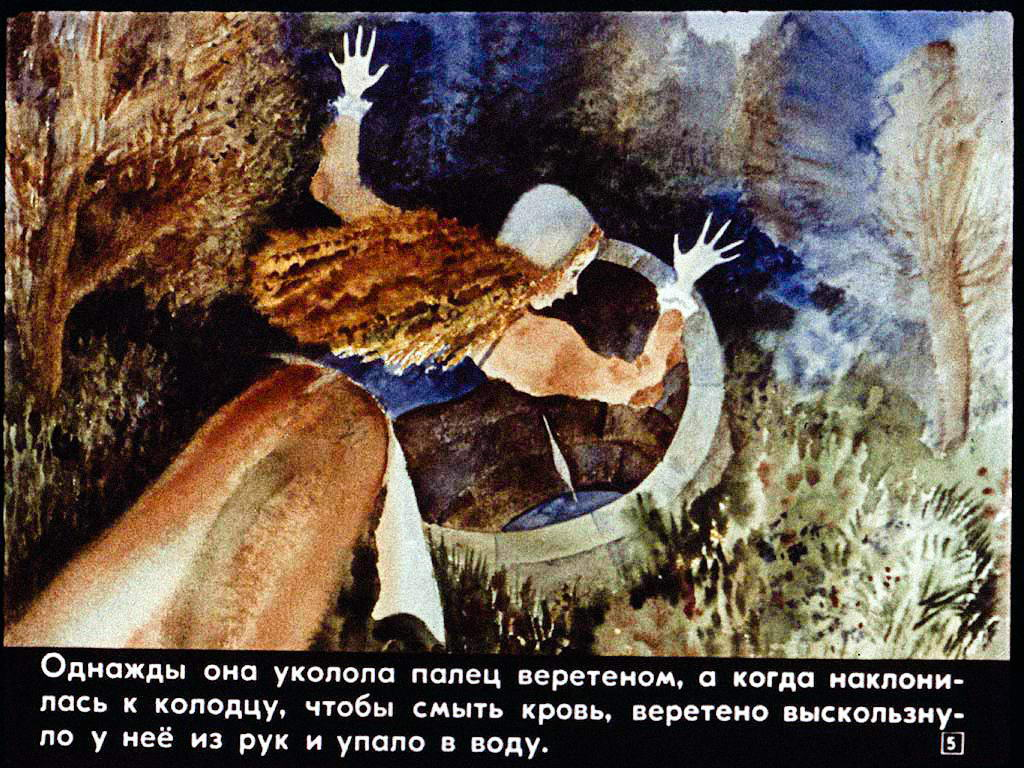 Однажды она уколола палец веретеном, а когда наклони-
лась к колодцу, чтобы смыть кровь, веретено выскользну-
ло у неё из рук и упало в воду.
5